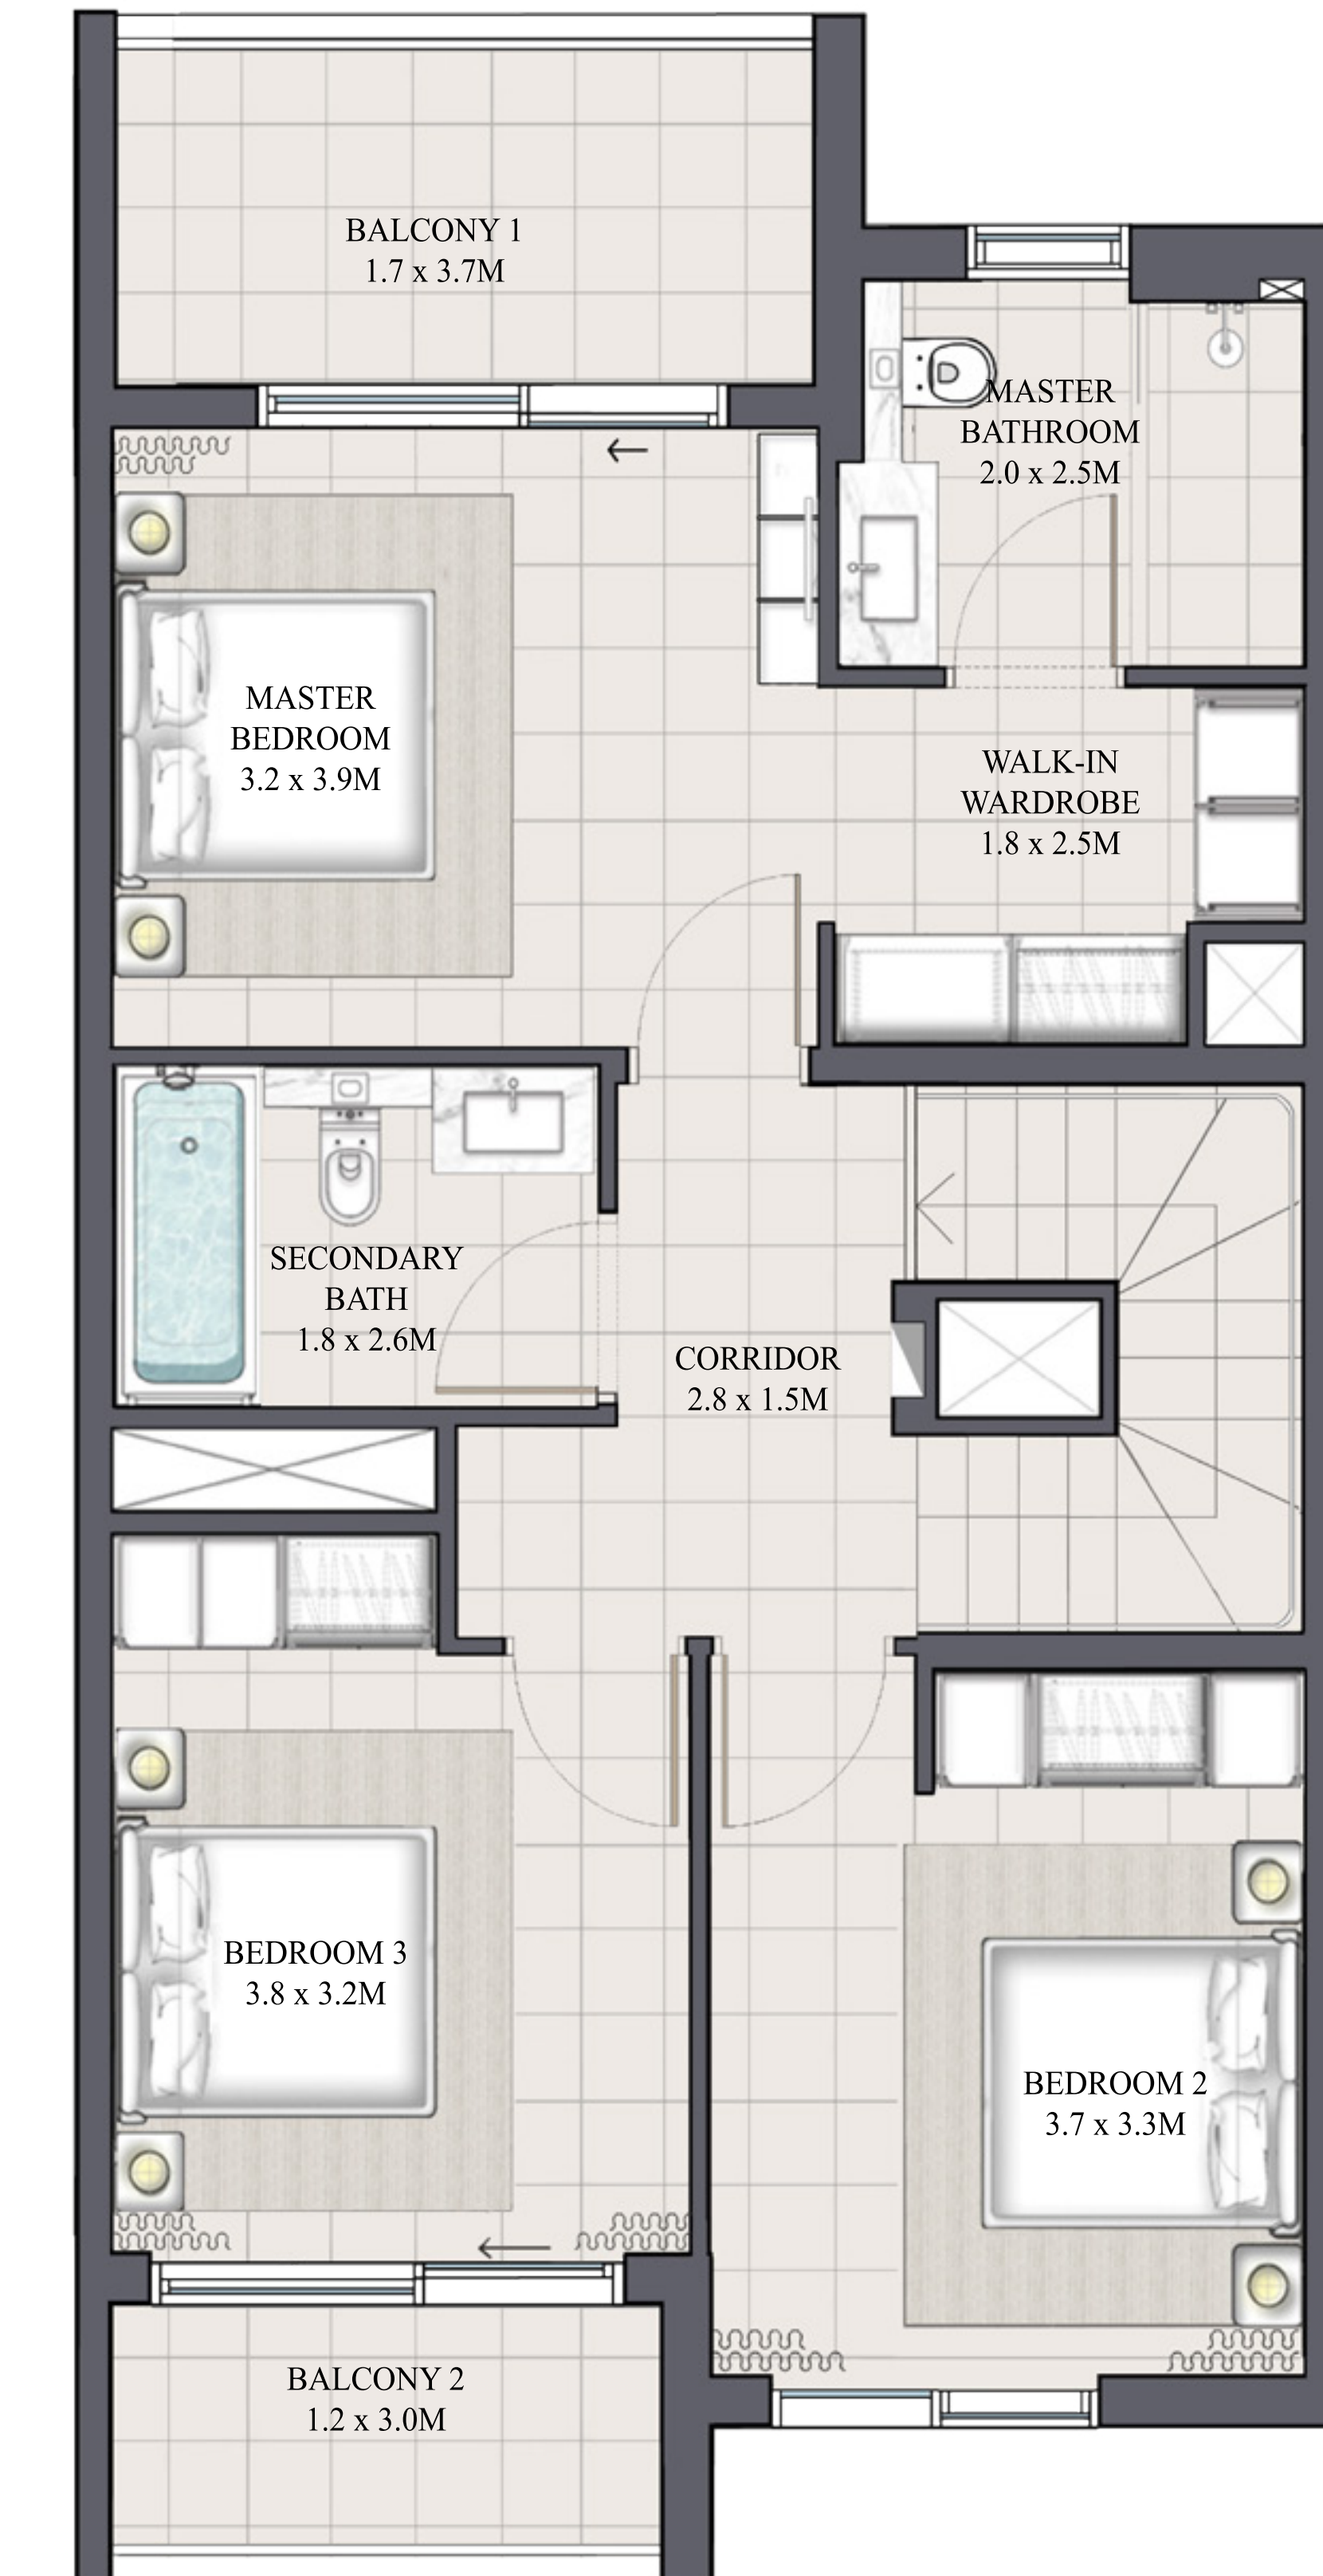 BALCONY 1
1.7 x 3.7M
MASTER
BATHROOM
2.0 x 2.5M
MASTER
BEDROOM
3.2 x 3.9M
WALK-IN
WARDROBE
1.8 x 2.5M
SECONDARY
BATH
1.8 x 2.6M
CORRIDOR
2.8 x 1.5M
BEDROOM 3
3.8 x 3.2M
BEDROOM 2
3.7 x 3.3M
BALCONY 2
1.2 x 3.0M